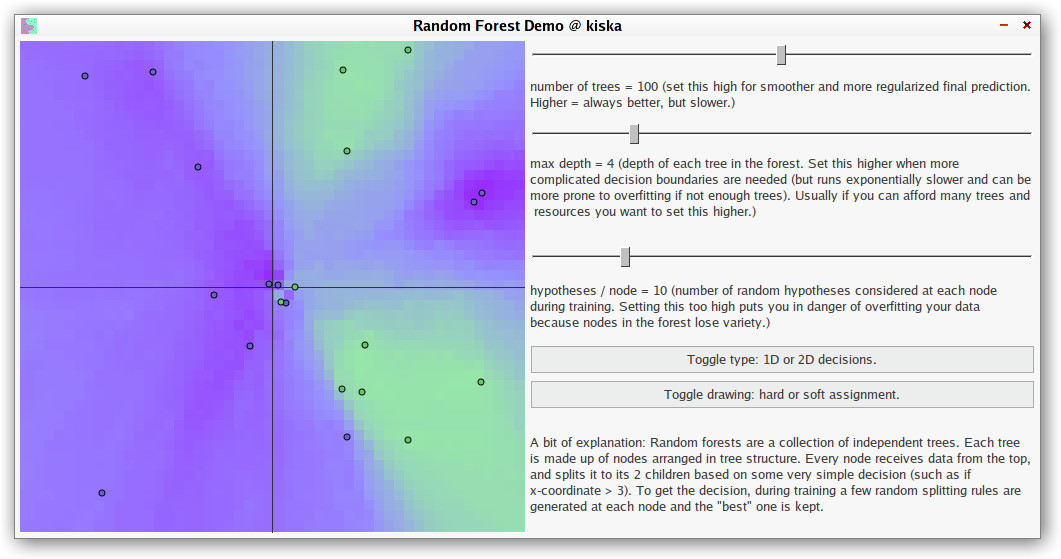 Random Forest Demo @ kiska
number of trees = 100 (set this high for smoother and more regularized final prediction.
Higher = always better, but slower.)
max depth = 4 (depth of each tree in the forest. Set this higher when more
complicated decision boundaries are needed (but runs exponentially slower and can be
more prone to overfitting if not enough trees). Usually if you can afford many trees and
resources you want to set this higher.)
hypotheses / node = 10 (number of random hypotheses considered at each node
during training. Setting this too high puts you in danger of overfitting your data
because nodes in the forest lose variety.)
Toggle type: 1D or 2D decisions.
Toggle drawing: hard or soft assignment.
A bit of explanation: Random forests are a collection of independent trees. Each tree
is made up of nodes arranged in tree structure. Every node receives data from the top,
and splits it to its 2 children based on some very simple decision (such as if
x-coordinate > 3). To get the decision, during training a few random splitting rules are
generated at each node and the "best" one is kept.